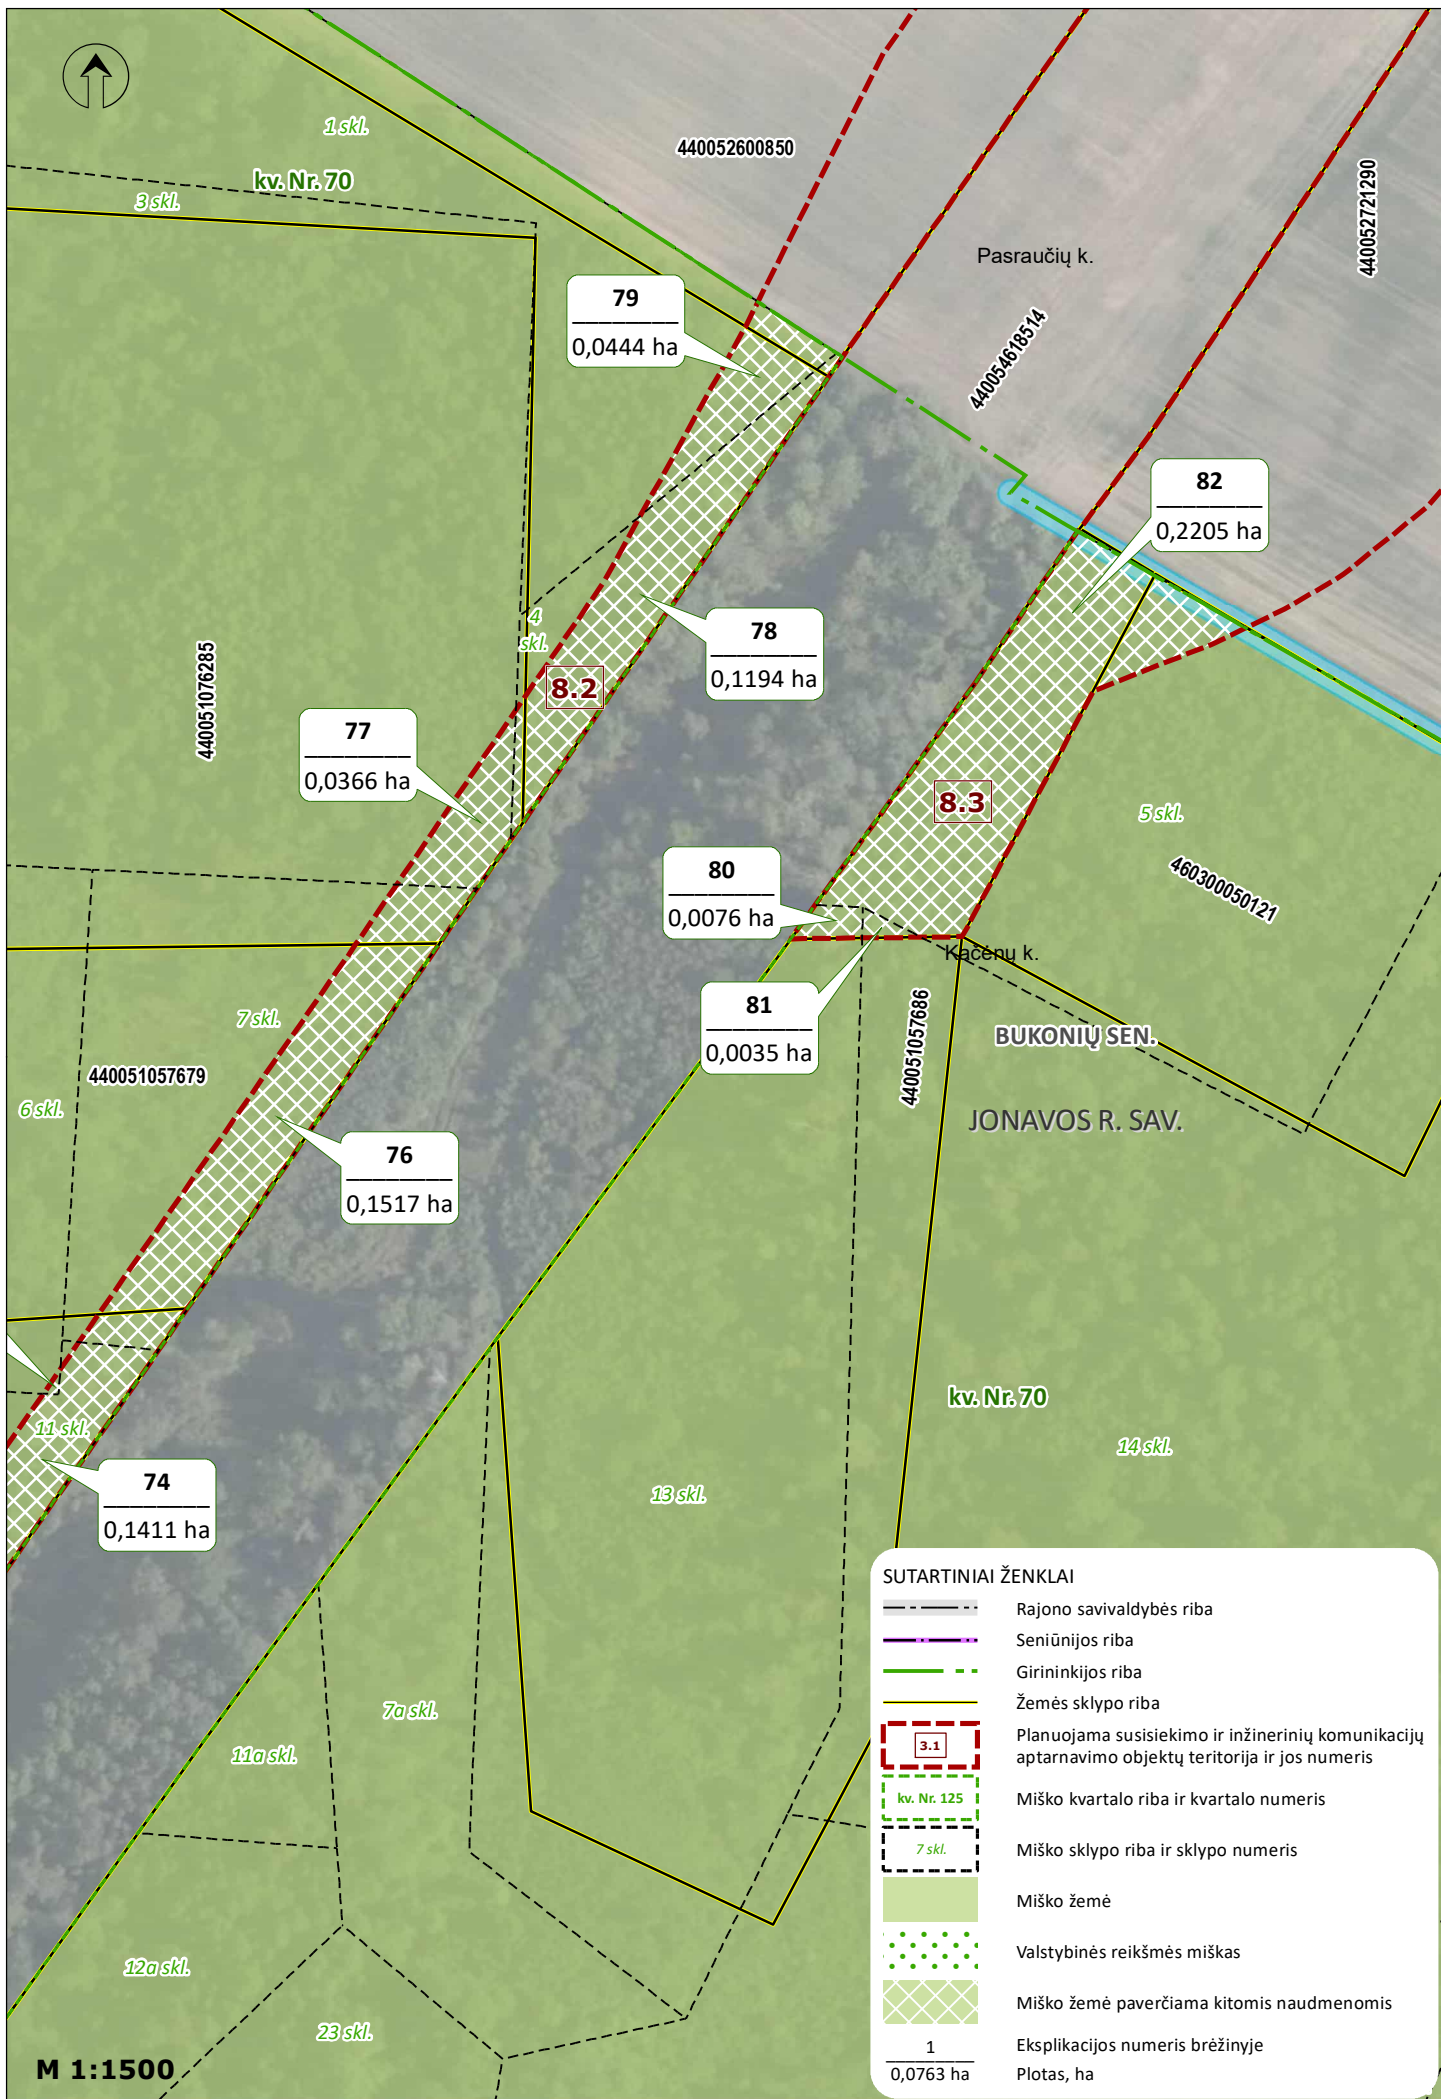 1 skl.
440052600850
kv. Nr. 70
3 skl.
440052721290
Pasraučių k.
79
0,0444 ha
440054618514
82
0,2205 ha
4
skl.
78
0,1194 ha
8.2
440051076285
77
0,0366 ha
8.3
5 skl.
80
0,0076 ha
460300050121
Kačėnų k.
81
0,0035 ha
440051057686
7 skl.
BUKONIŲ SEN.
440051057679
6 skl.
JONAVOS R. SAV.
76
0,1517 ha
kv. Nr. 70
11 skl.
14 skl.
74
0,1411 ha
13 skl.
7a skl.
11a skl.
12a skl.
23 skl.
M 1:1500
SUTARTINIAI ŽENKLAI
Rajono savivaldybės riba
Seniūnijos riba
Girininkijos riba
Žemės sklypo riba
3.1
Planuojama susisiekimo ir inžinerinių komunikacijų
aptarnavimo objektų teritorija ir jos numeris
kv. Nr. 125
Miško kvartalo riba ir kvartalo numeris
7 skl.
Miško sklypo riba ir sklypo numeris
Miško žemė
Valstybinės reikšmės miškas
Miško žemė paverčiama kitomis naudmenomis
1
Eksplikacijos numeris brėžinyje
0,0763 ha
Plotas, ha